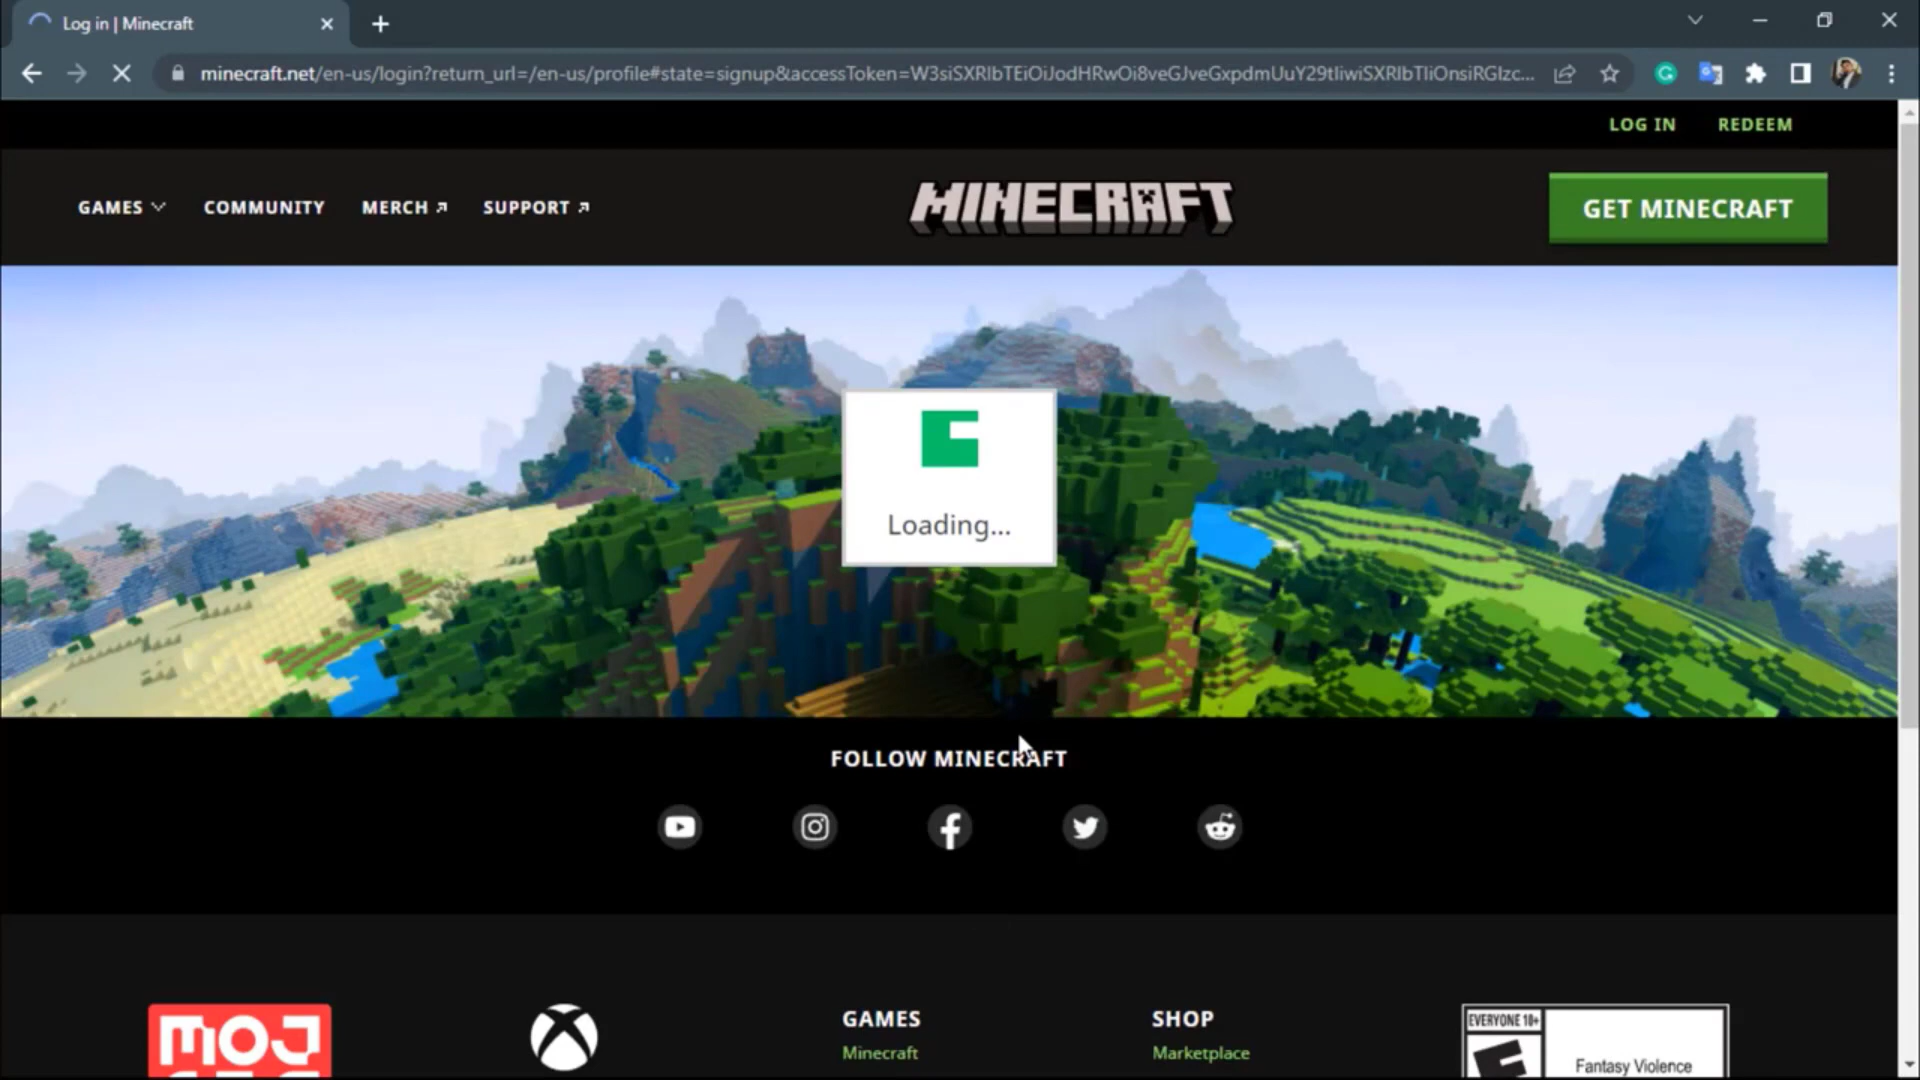 Log in | Minecraft
minecraft.net/en-us/login?return_url=/en-us/profile#state=signup&accessToken=W3siSXRlbTEiOiJodHRwOi8veGJveGxpdmUuY29tIiwiSXRlbTIiOnsiRGlzc...
LOG IN REDEEM
GAMES COMMUNITY MERCH SUPPORT
MINECRAFT
GET MINECRAFT
Loading...
FOLLOW MINECRAFT
MOJ
GAMES
Minecraft
SHOP
Marketplace
EVERYONE 10+
Fantasy Violence